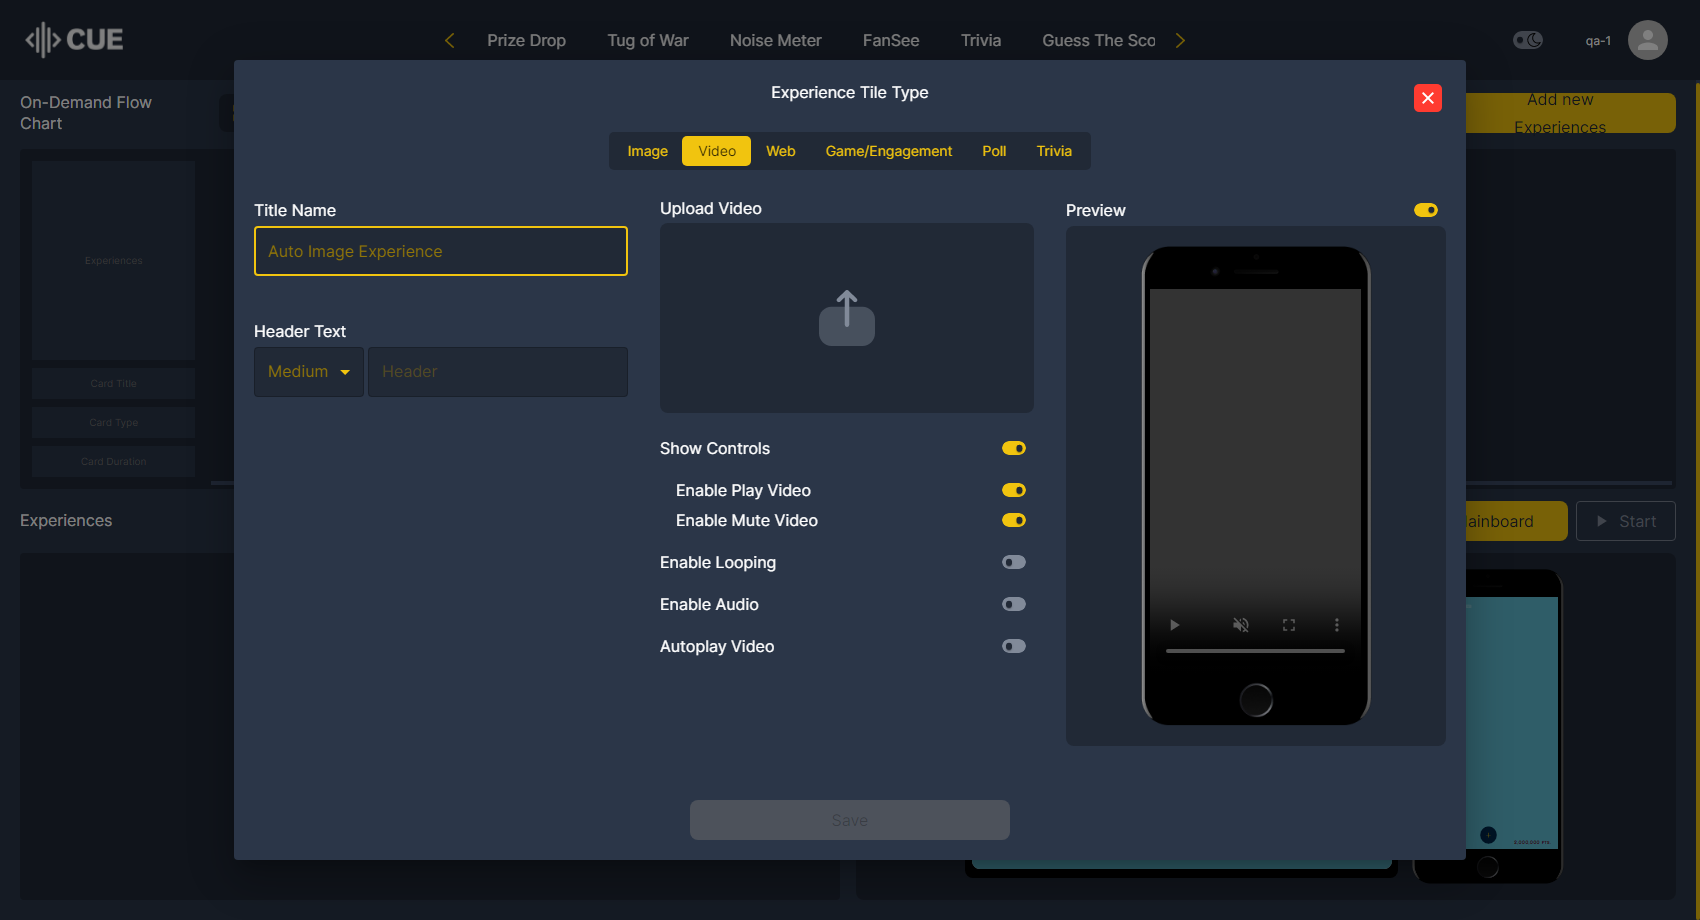 CUE
Prize Drop
Tug of War
Noise Meter
FanSee
Trivia
Guess The Sco
qa-1
On-Demand Flow
Chart
Add new
Experiences
Experience Tile Type
Image
Video
Web
Game/Engagement
Poll
Trivia
Title Name
Auto Image Experience
Header Text
Medium
Header
Upload Video
Show Controls
Enable Play Video
Enable Mute Video
Enable Looping
Enable Audio
Autoplay Video
Preview
Save
Experiences
Card Title
Card Type
Card Duration
Experiences
ainboard
Start